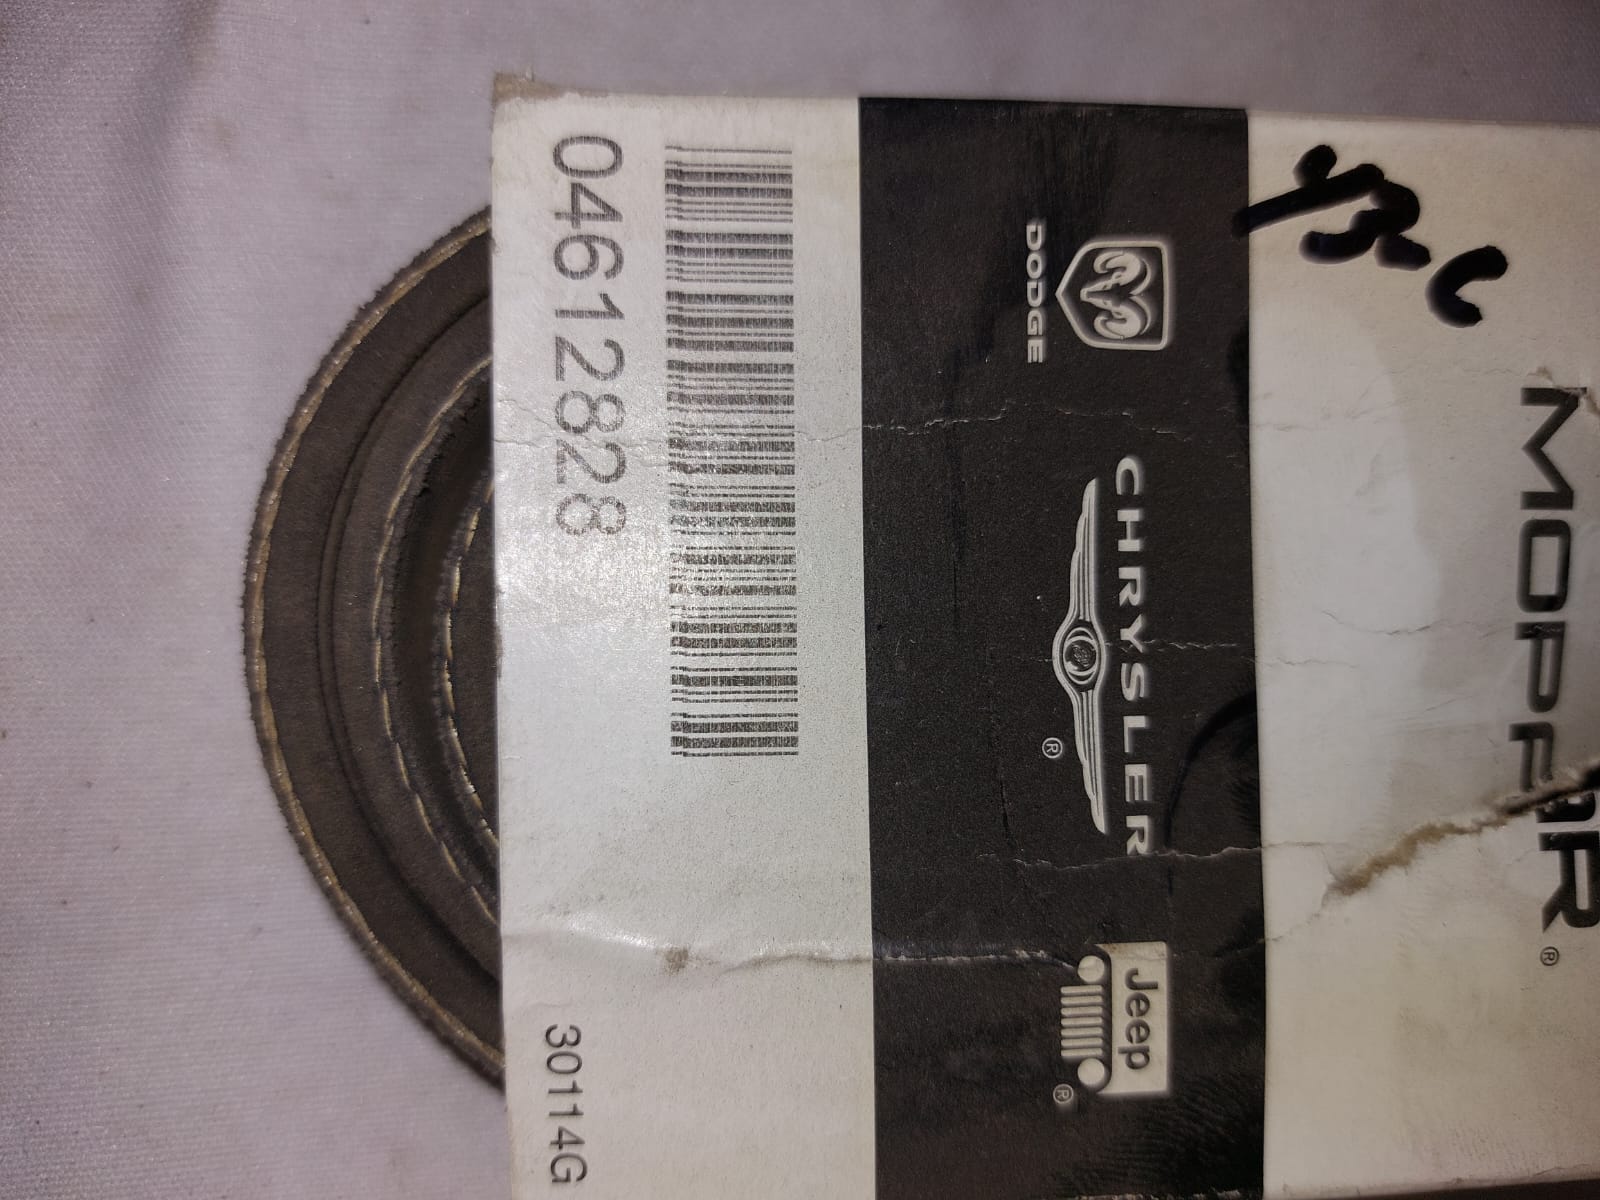 MOPAR®
DODGE
CHRYSLER®
Jeep®
04612828
30114G